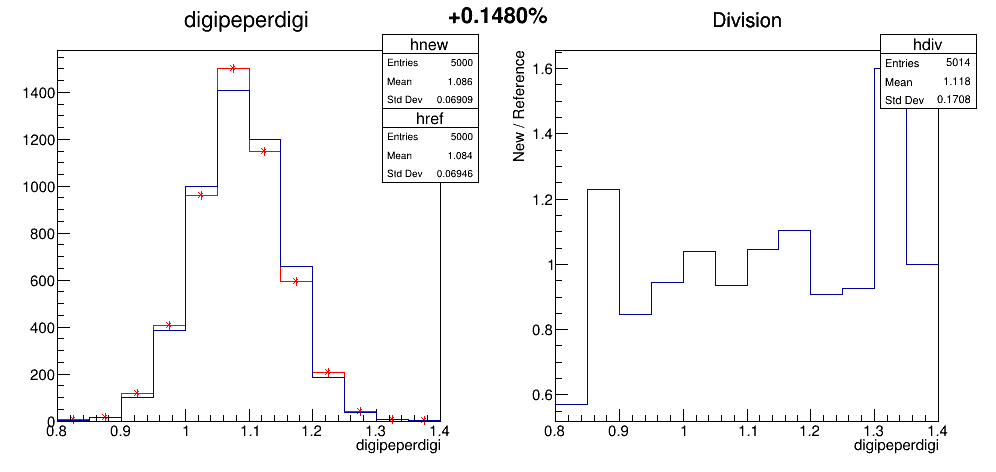 digipeperdigi
+0.1480%
Division
hnew
Entries 5000
Mean 1.086
Std Dev 0.06909
href
Entries 5000
Mean 1.084
Std Dev 0.06946
1400
1200
1000
800
600
400
200
0
0.8 0.9 1 1.1 1.2 1.3 1.4
digipeperdigi
hdiv
Entries 5014
Mean 1.118
Std Dev 0.1708
New / Reference
1.6
1.4
1.2
1
0.8
0.6
0.8 0.9 1 1.1 1.2 1.3 1.4
digipeperdigi